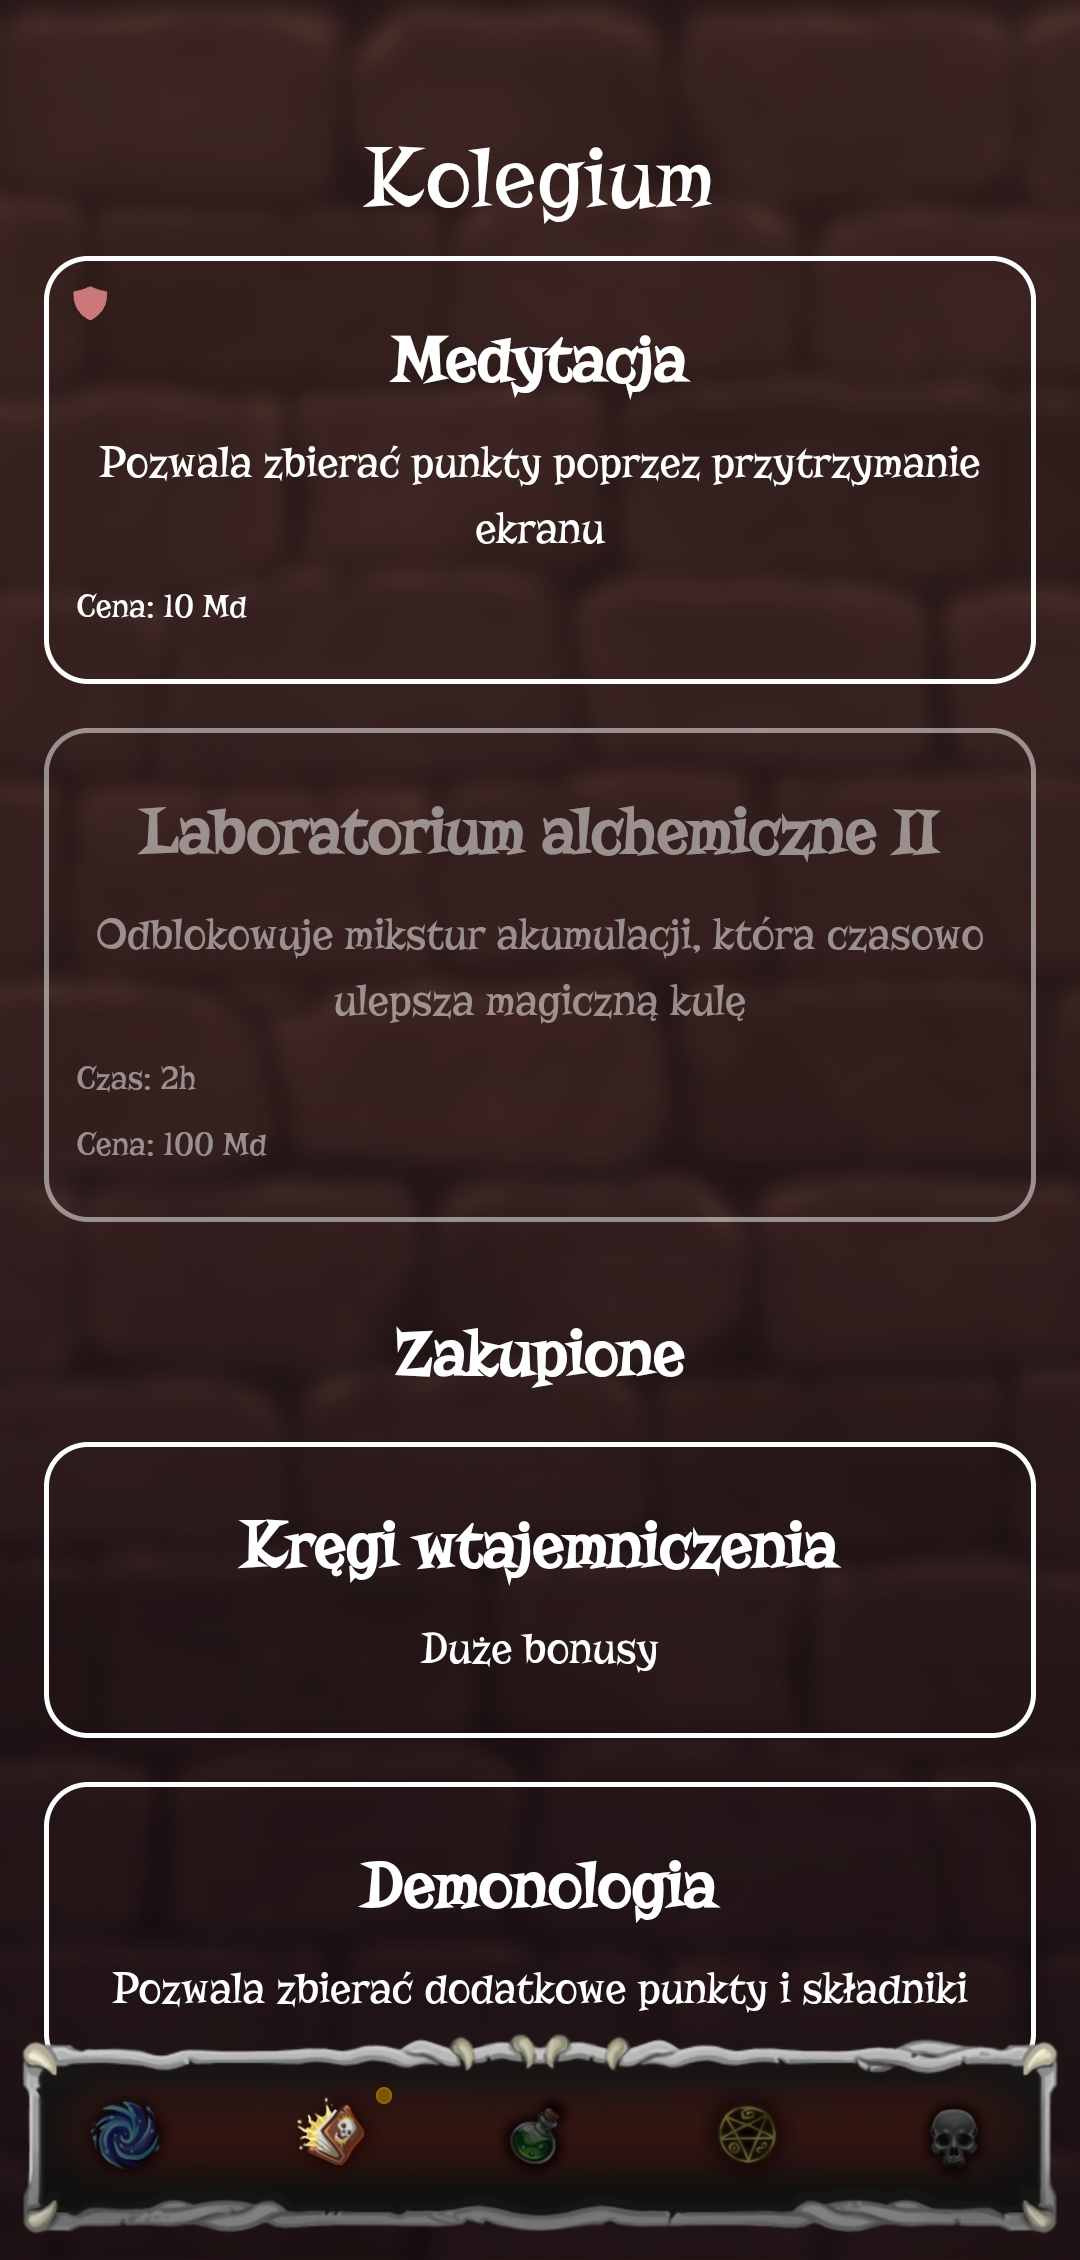 Kolegium
Medytacja
Pozwala zbierać punkty poprzez przytrzymanie
ekranu
Cena: 10 Md
Laboratorium alchemiczne II
Odblokowuje mikstur akumulacji, która czasowo
ulepsza magiczną kulę
Czas: 2h
Cena: 100 Md
Zakupione
Kręgi wtajemniczenia
Duże bonusy
Demonologia
Pozwala zbierać dodatkowe punkty i składniki